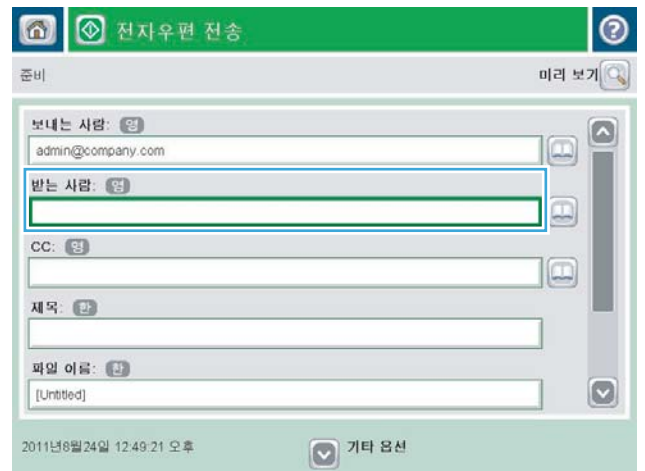 전자우편 전송
준비
미리 보기
보내는 사람: 영
admin@company.com
받는 사람: 영
CC: 영
제목: 한
파일 이름: 한
[Untitled]
2011년8월24일 12:49:21 오후
기타 옵션